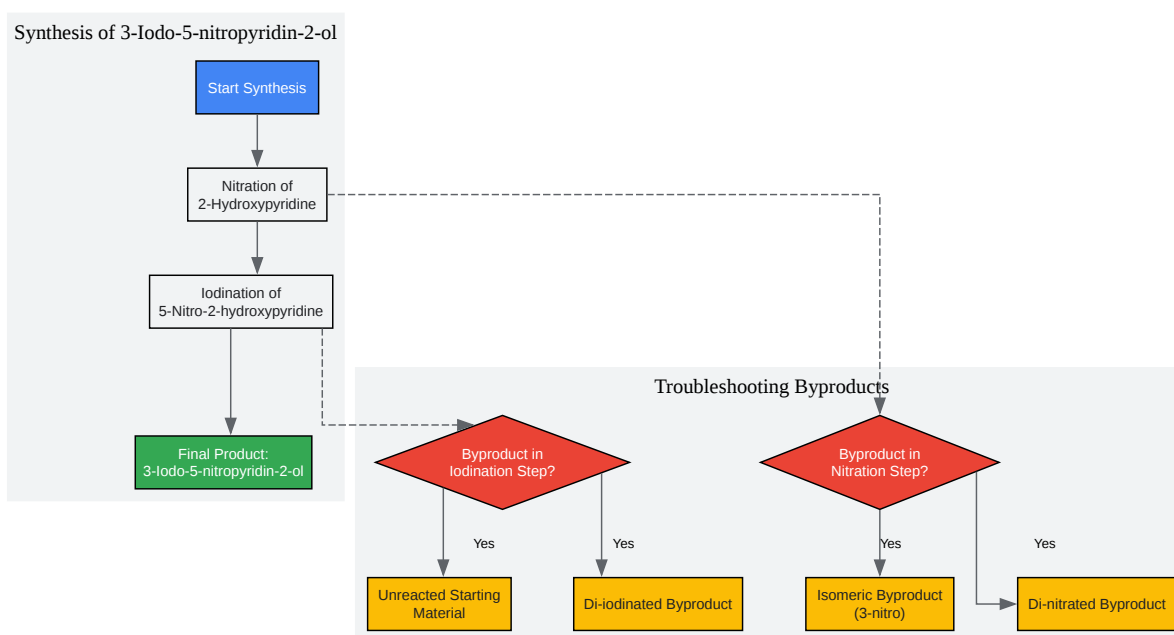 Synthesis of 3-Iodo-5-nitropyridin-2-ol
Start Synthesis
Nitration of
2-Hydroxypyridine
Iodination of
5-Nitro-2-hydroxypyridine
Final Product:
3-Iodo-5-nitropyridin-2-ol
Troubleshooting Byproducts
Byproduct in
Iodination Step?
Byproduct in
Nitration Step?
Yes
Yes
Yes
Yes
Unreacted Starting
Material
Di-iodinated Byproduct
Isomeric Byproduct
(3-nitro)
Di-nitrated Byproduct